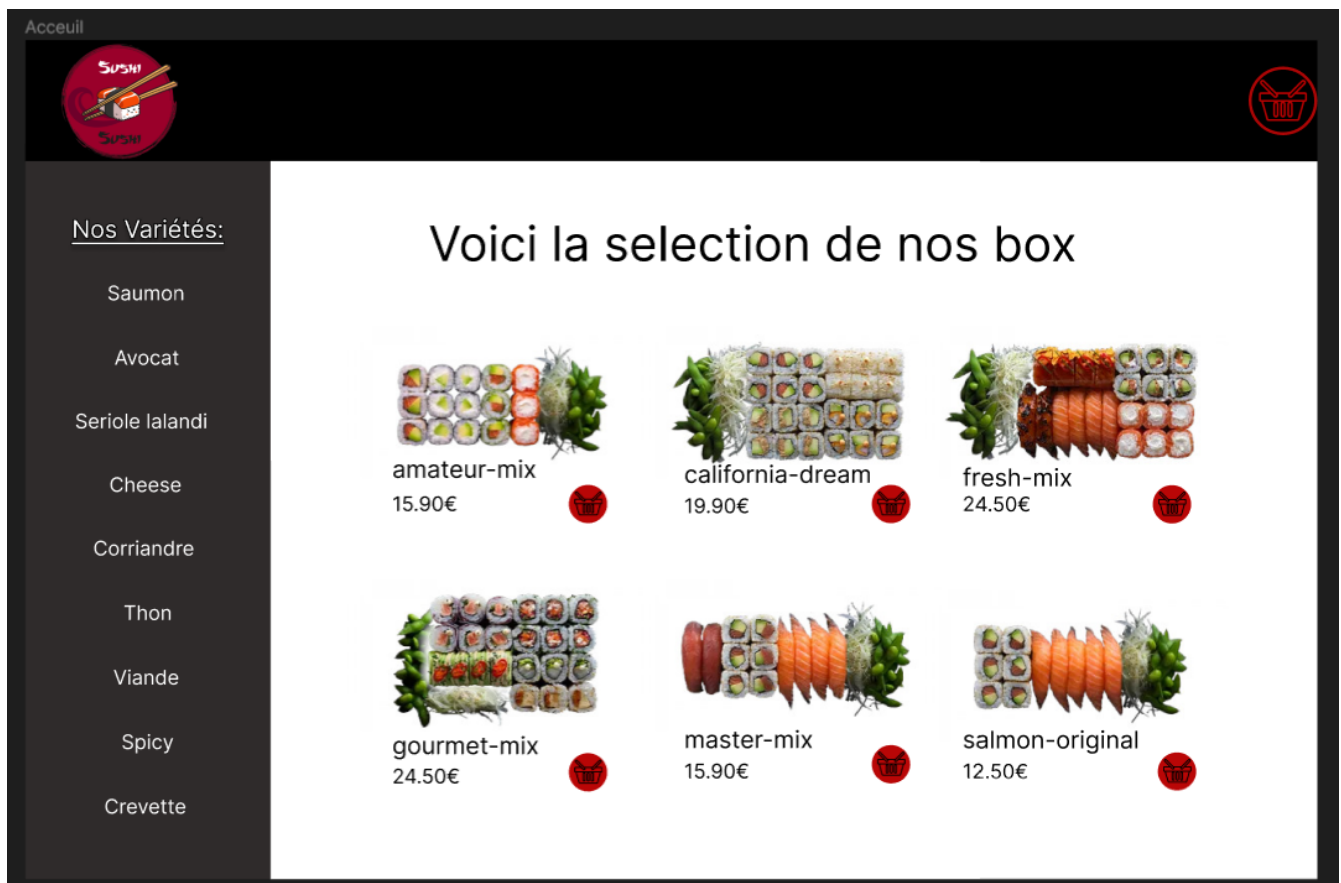 Acceuil
SUSHI
SUSHI
Nos Variétés:
Saumon
Avocat
Seriole lalandi
Cheese
Corriandre
Thon
Viande
Spicy
Crevette
Voici la selection de nos box
amateur-mix
15.90€
california-dream
19.90€
fresh-mix
24.50€
gourmet-mix
24.50€
master-mix
15.90€
salmon-original
12.50€